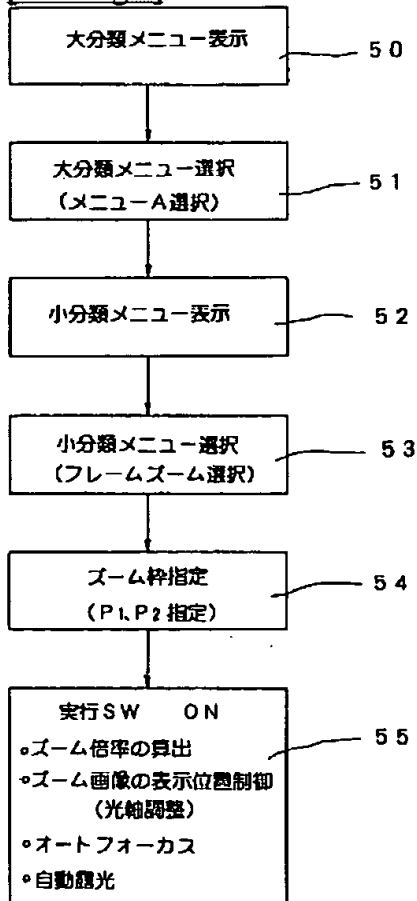 大分類メニュー表示
50
大分類メニュー選択
(メニューA選択)
51
小分類メニュー表示
52
小分類メニュー選択
(フレームズーム選択)
53
ズーム枠指定
(P1、P2指定)
54
実行SW ON
55
◦ズーム倍率の算出
◦ズーム画像の表示位置制御
(光軸調整)
◦オートフォーカス
◦自動露光